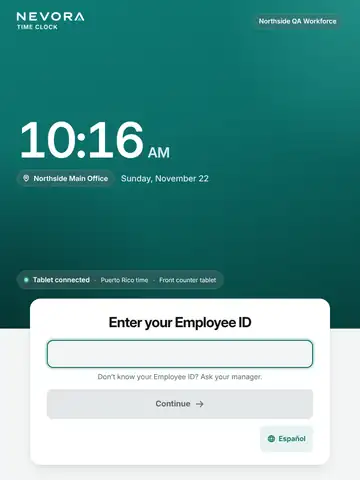 NEVORA
TIME CLOCK
Northside QA Workforce
10:16 AM
Northside Main Office
Sunday, November 22
Tablet connected · Puerto Rico time · Front counter tablet
Enter your Employee ID
Don't know your Employee ID? Ask your manager.
Continue →
Español